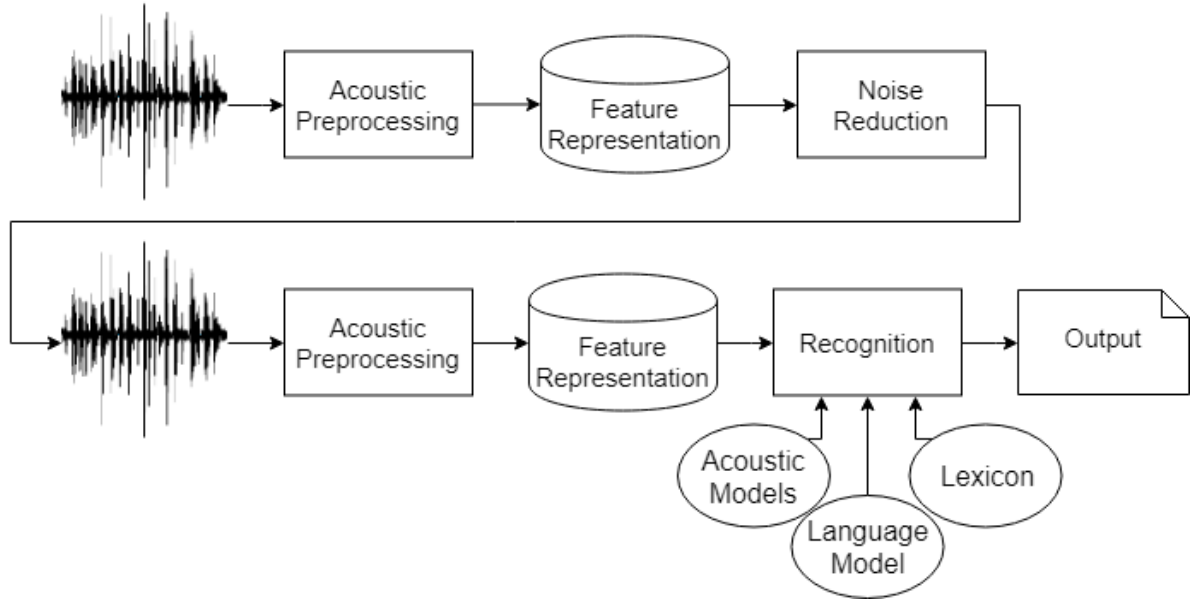 Acoustic
Preprocessing
Feature
Representation
Noise
Reduction
Acoustic
Preprocessing
Feature
Representation
Recognition
Output
Acoustic
Models
Language
Model
Lexicon